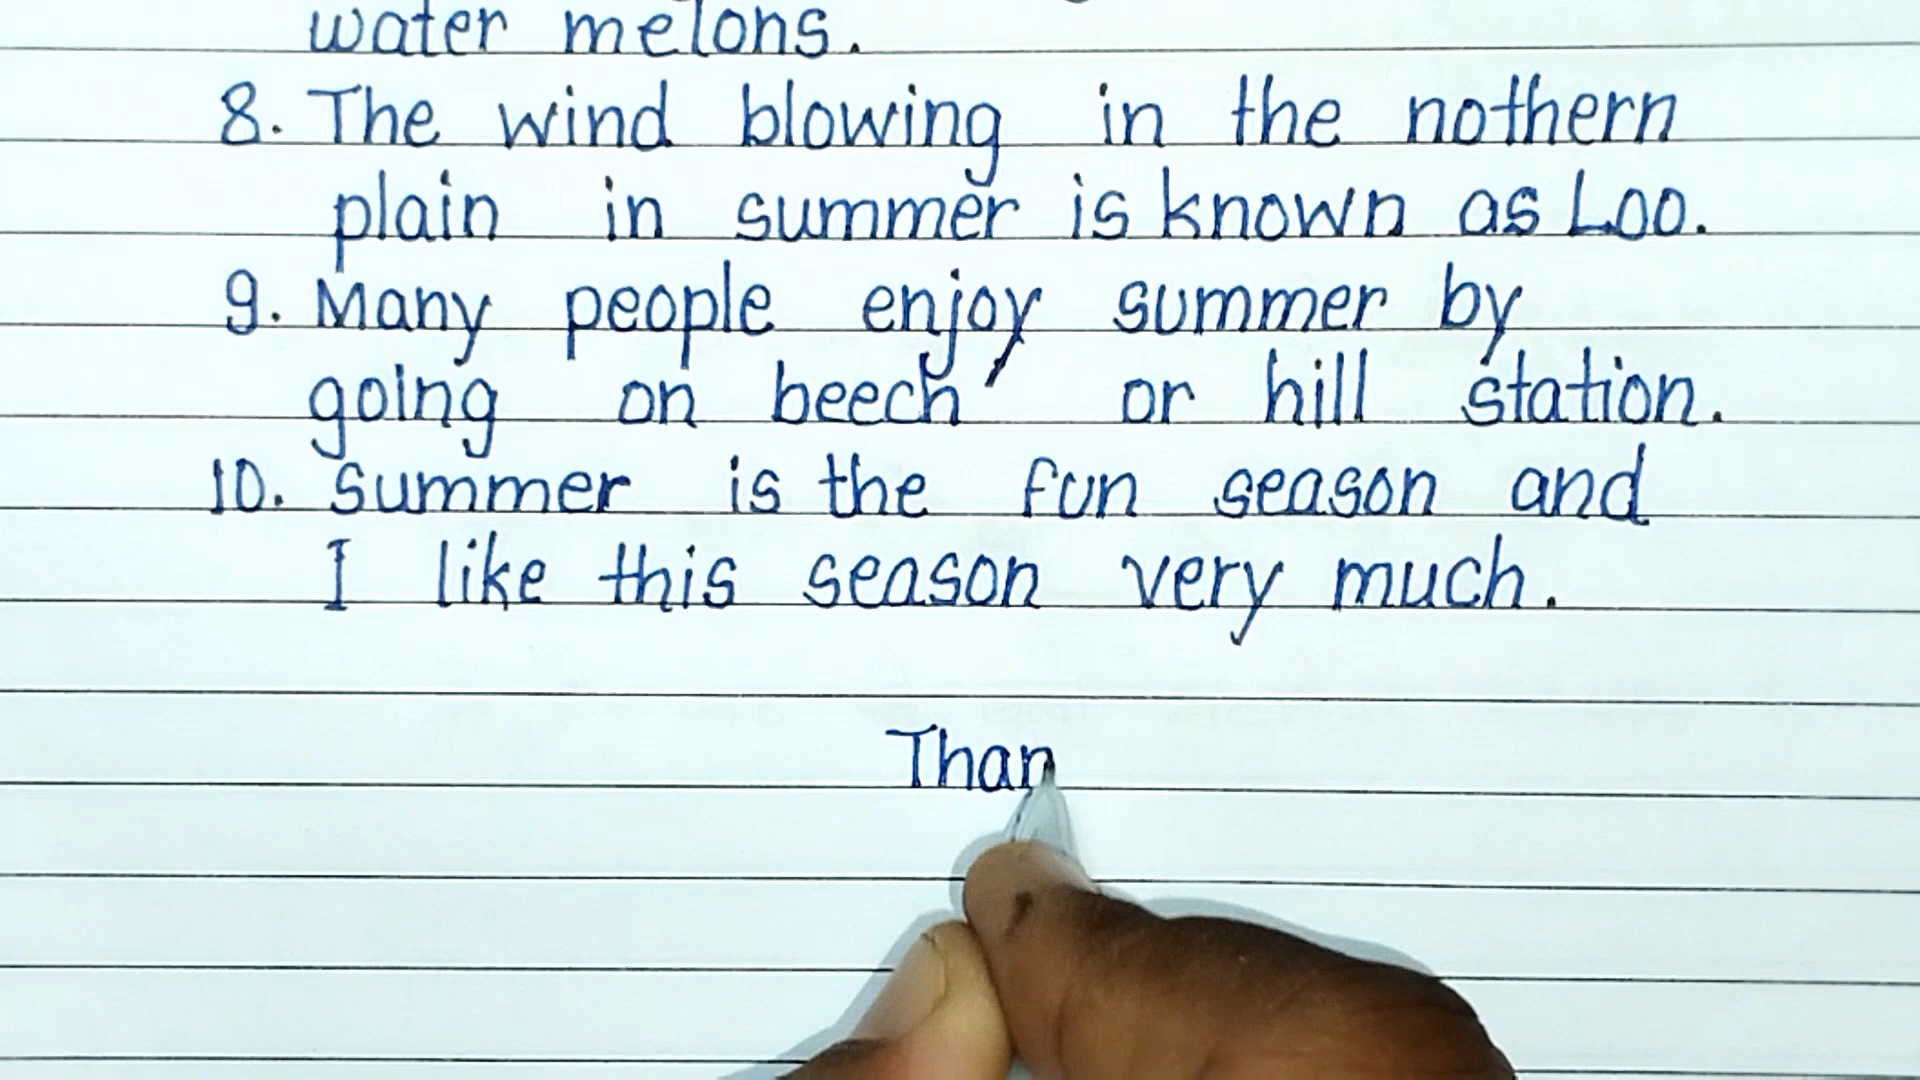 water melons.
8. The wind blowing in the nothern
plain in summer is known as Loo.
9. Many people enjoy summer by
going on beech or hill station.
10. Summer is the fun season and
I like this season very much.
Than